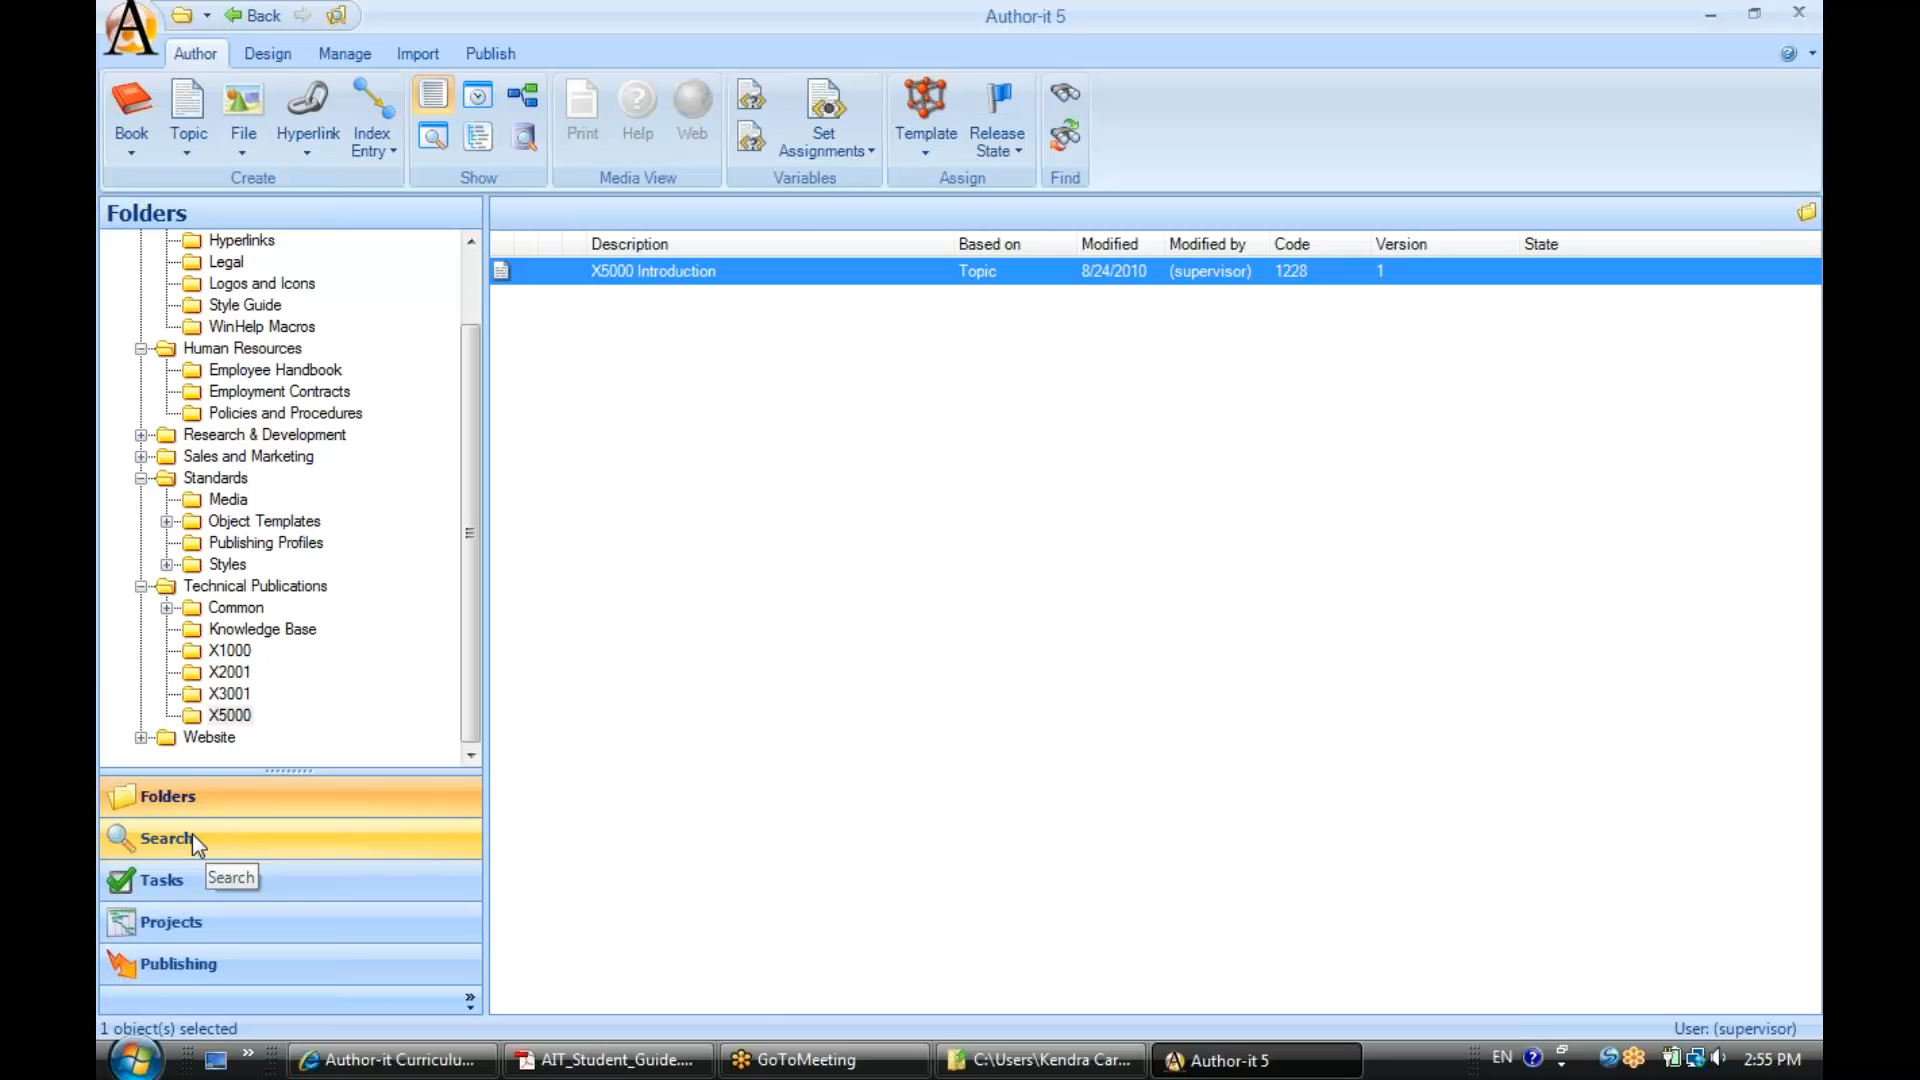 Back
Author-it 5
Author Design Manage Import Publish
Book Topic File Hyperlink Index Entry
Print Help Web
Set Assignments
Template Release State
Create Show Media View Variables Assign Find
Folders
Description Based on Modified Modified by Code Version State
X5000 Introduction Topic 8/24/2010 (supervisor) 1228 1
Hyperlinks
Legal
Logos and Icons
Style Guide
WinHelp Macros
Human Resources
Employee Handbook
Employment Contracts
Policies and Procedures
Research & Development
Sales and Marketing
Standards
Media
Object Templates
Publishing Profiles
Styles
Technical Publications
Common
Knowledge Base
X1000
X2001
X3001
X5000
Website
Folders
Search
Tasks
Search
Projects
Publishing
1 object(s) selected
User: (supervisor)
Author-it Curriculu... AIT_Student_Guide.... GoToMeeting C:\Users\Kendra Car... Author-it 5 EN 2:55 PM